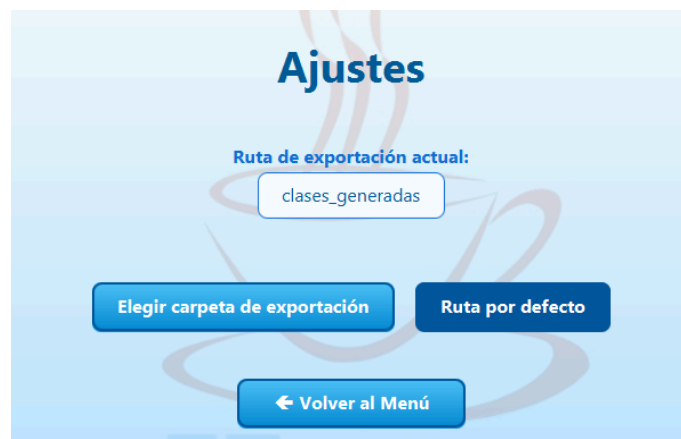 Ajustes
Ruta de exportación actual:
clases_generadas
Elegir carpeta de exportación
Ruta por defecto
← Volver al Menú